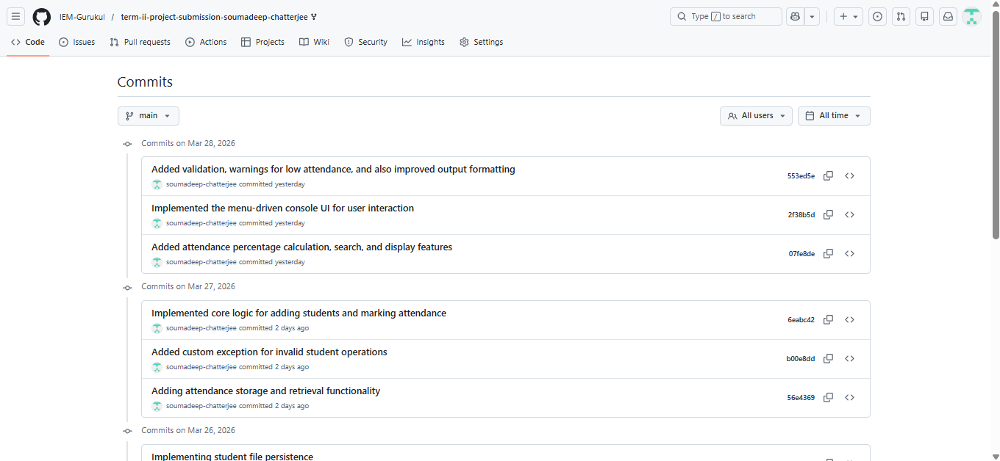 IEM-Gurukul / term-ii-project-submission-soumadeep-chatterjee
Type / to search
Code Issues Pull requests Actions Projects Wiki Security Insights Settings
Commits
main All users All time
Commits on Mar 28, 2026
Added validation, warnings for low attendance, and also improved output formatting
soumadeep-chatterjee committed yesterday
553ed5e
Implemented the menu-driven console UI for user interaction
soumadeep-chatterjee committed yesterday
2f38b5d
Added attendance percentage calculation, search, and display features
soumadeep-chatterjee committed yesterday
07fe8de
Commits on Mar 27, 2026
Implemented core logic for adding students and marking attendance
soumadeep-chatterjee committed 2 days ago
6eabc42
Added custom exception for invalid student operations
soumadeep-chatterjee committed 2 days ago
b00e8dd
Adding attendance storage and retrieval functionality
soumadeep-chatterjee committed 2 days ago
56e4369
Commits on Mar 26, 2026
Implementing student file persistence